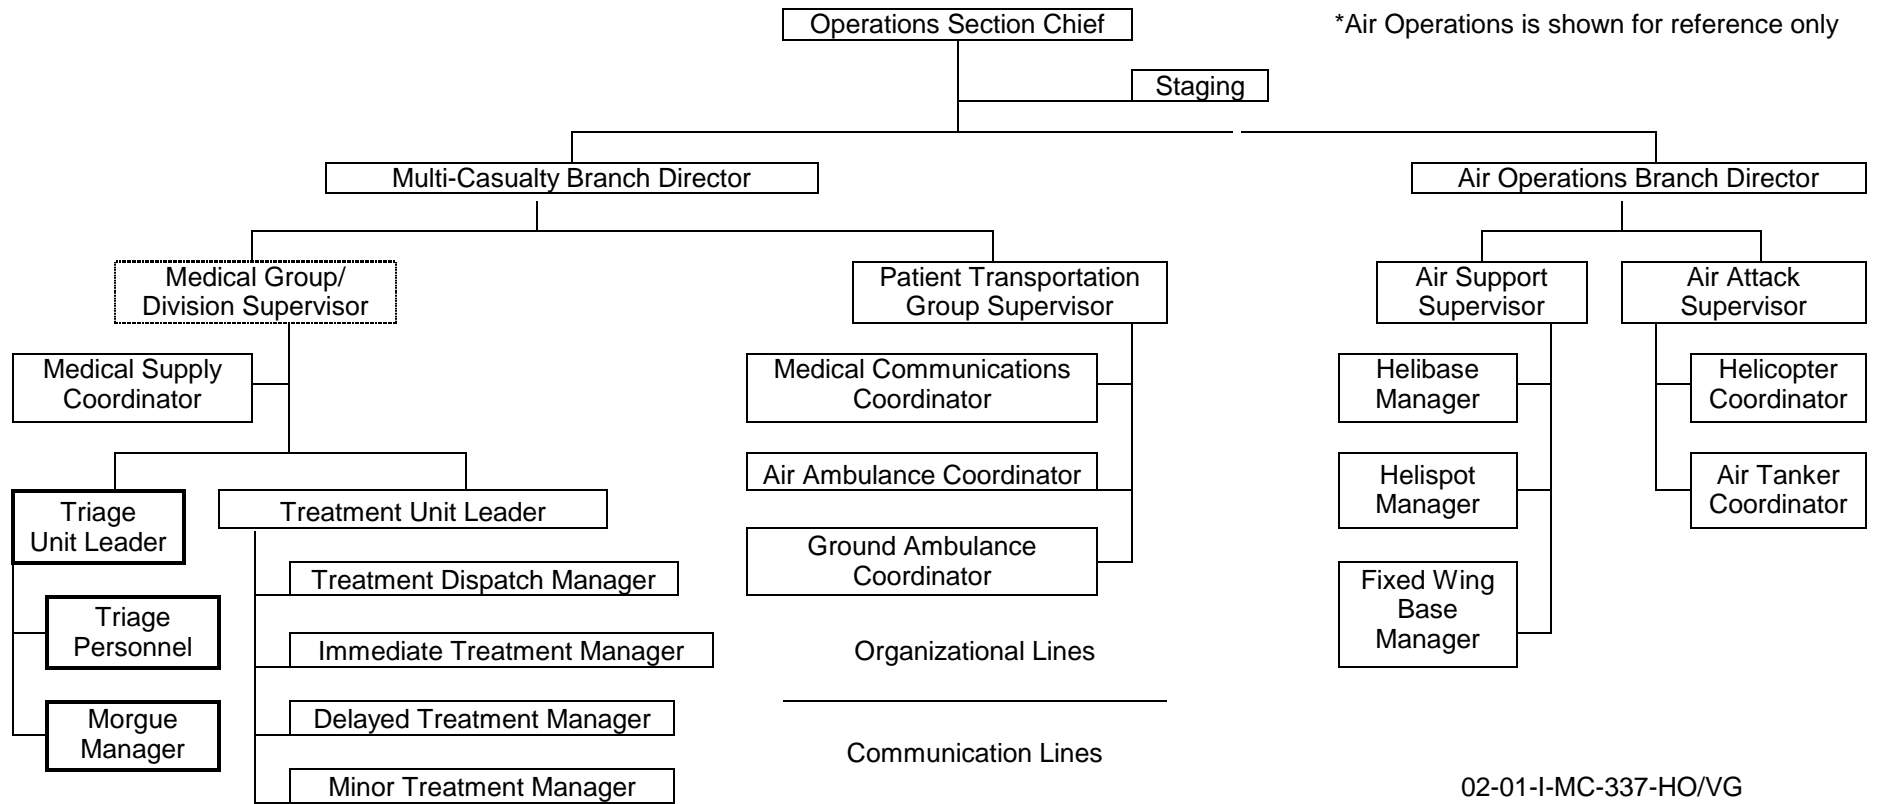 Operations Section Chief
*Air Operations is shown for reference only
Staging
Multi-Casualty Branch Director
Air Operations Branch Director
Medical Group/
Division Supervisor
Patient Transportation
Group Supervisor
Air Support
Supervisor
Air Attack
Supervisor
Medical Supply
Coordinator
Medical Communications
Coordinator
Helibase
Manager
Helicopter
Coordinator
Air Ambulance Coordinator
Helispot
Manager
Air Tanker
Coordinator
Triage
Unit Leader
Treatment Unit Leader
Ground Ambulance
Coordinator
Treatment Dispatch Manager
Fixed Wing
Base
Manager
Triage
Personnel
Immediate Treatment Manager
Organizational Lines
Morgue
Manager
Delayed Treatment Manager
Communication Lines
Minor Treatment Manager
02-01-I-MC-337-HO/VG